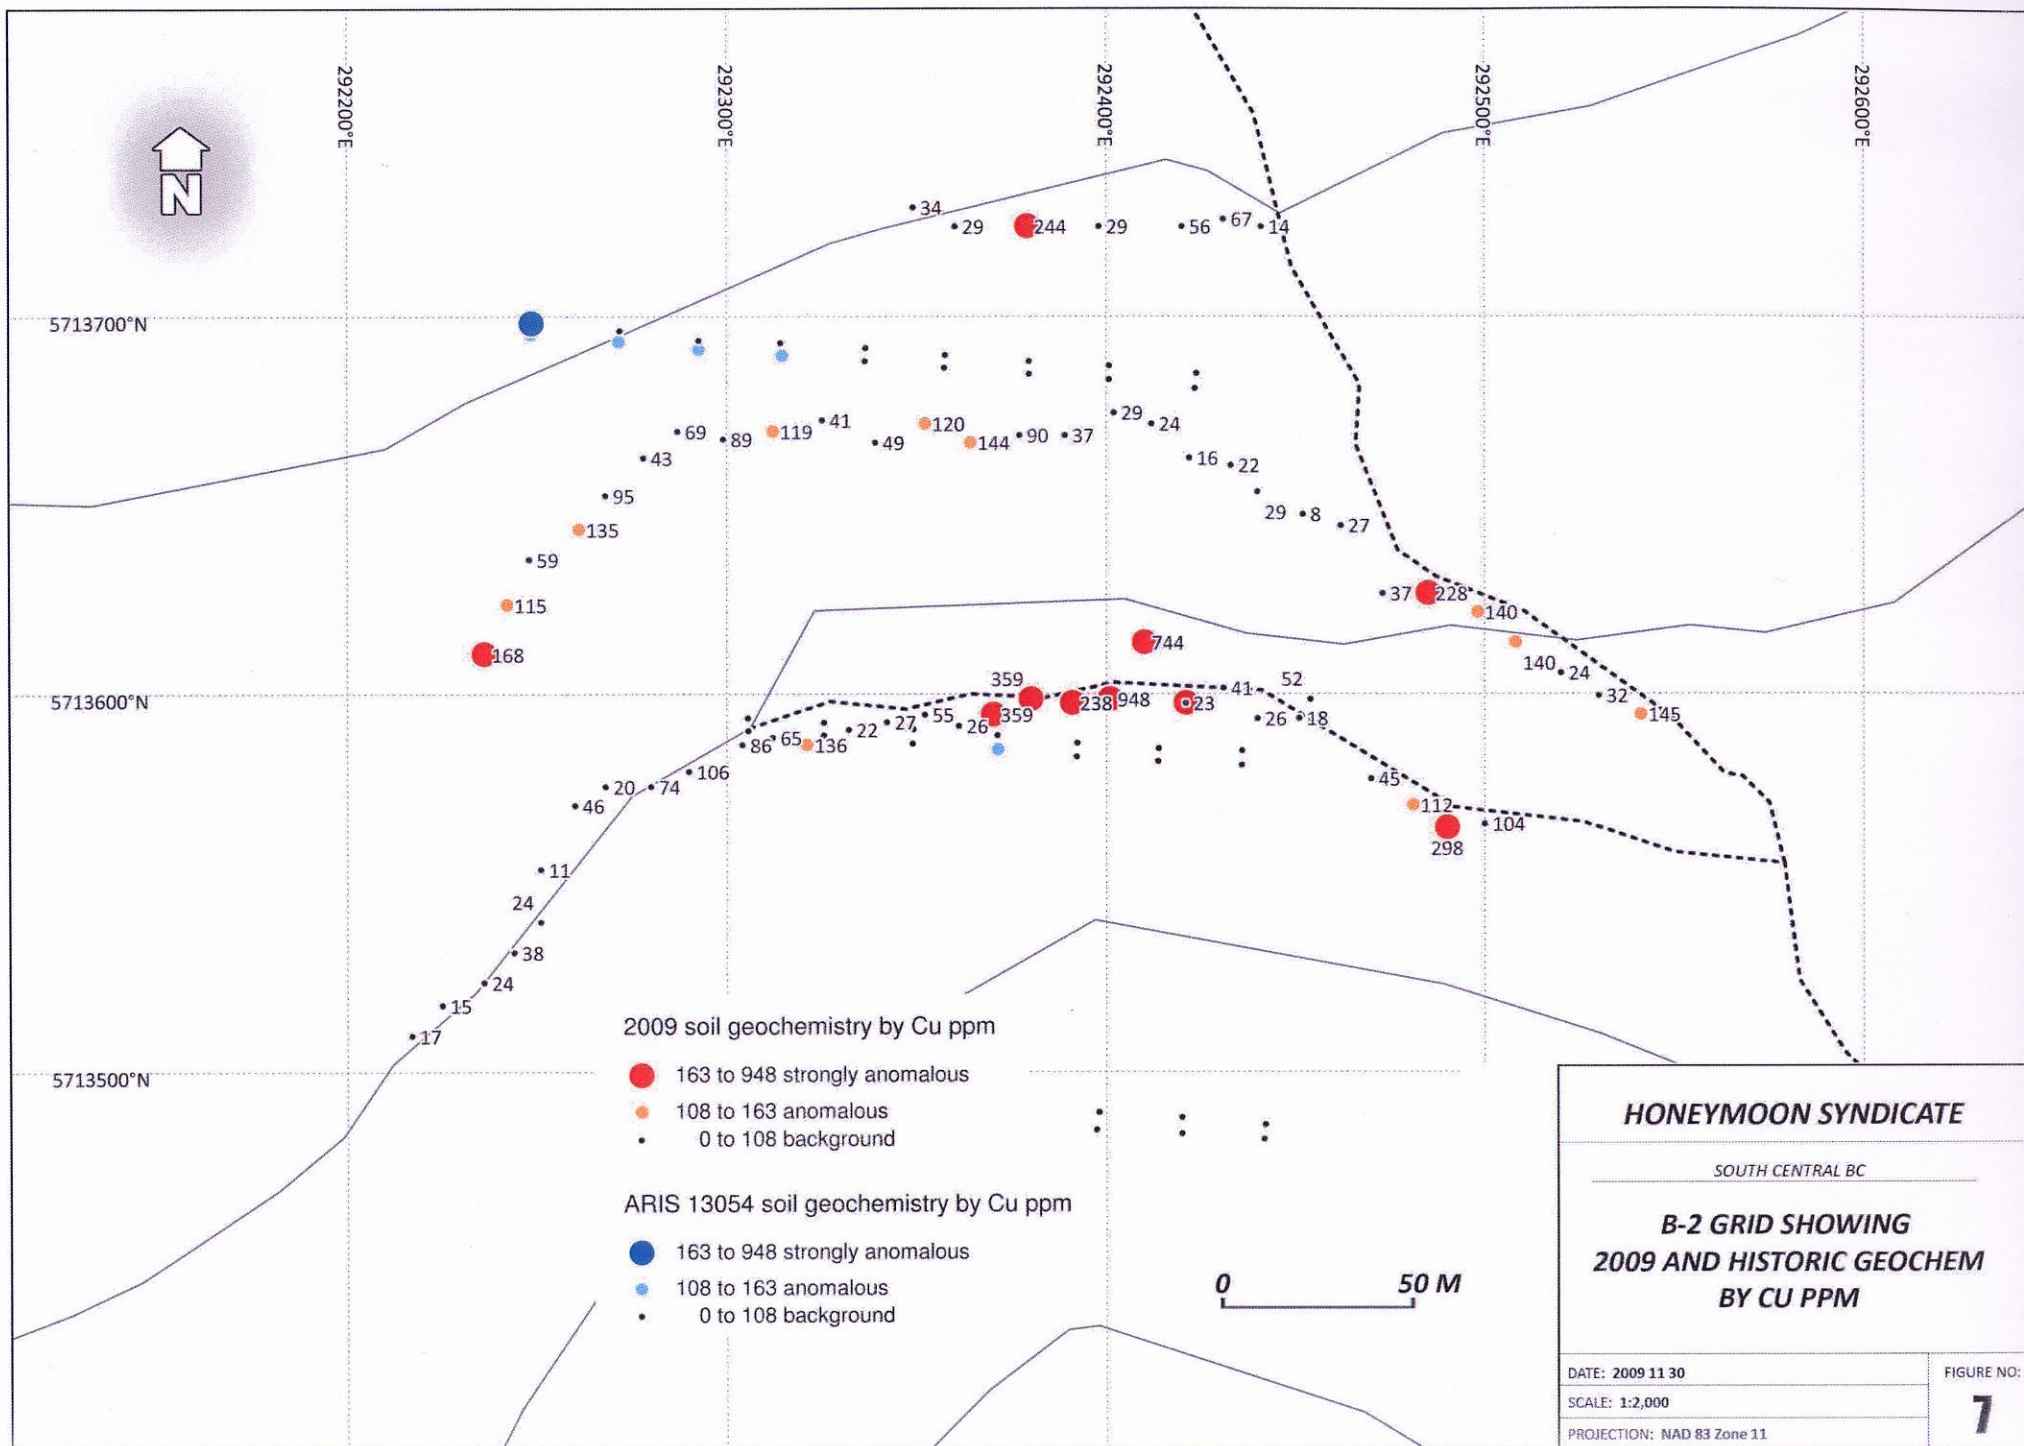 292200°E
292300°E
292400°E
292500°E
292600°E
N
34
29
244
29
56
67
14
5713700°N
69
89
119
41
49
120
144
90
37
29
24
43
16
22
95
29
8
27
135
59
115
37
228
140
168
744
140
24
5713600°N
359
238
948
23
41
52
32
145
86
65
136
22
27
55
26
359
26
18
106
20
74
46
45
112
298
104
11
24
38
24
15
17
5713500°N
2009 soil geochemistry by Cu ppm
163 to 948 strongly anomalous
108 to 163 anomalous
0 to 108 background
ARIS 13054 soil geochemistry by Cu ppm
163 to 948 strongly anomalous
108 to 163 anomalous
0 to 108 background
0 50 M
HONEYMOON SYNDICATE
SOUTH CENTRAL BC
B-2 GRID SHOWING
2009 AND HISTORIC GEOCHEM
BY CU PPM
DATE: 2009 11 30
SCALE: 1:2,000
PROJECTION: NAD 83 Zone 11
FIGURE NO:
7